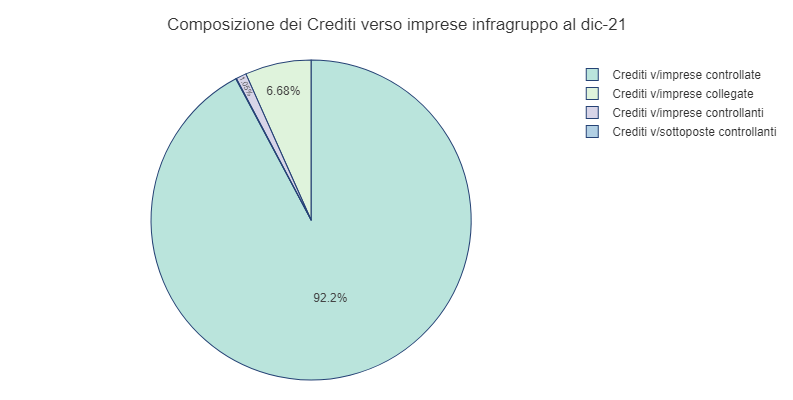 Composizione dei Crediti verso imprese infragruppo al dic-21
Crediti v/imprese controllate
Crediti v/imprese collegate
Crediti v/imprese controllanti
Crediti v/sottoposte controllanti
6.68%
92.2%